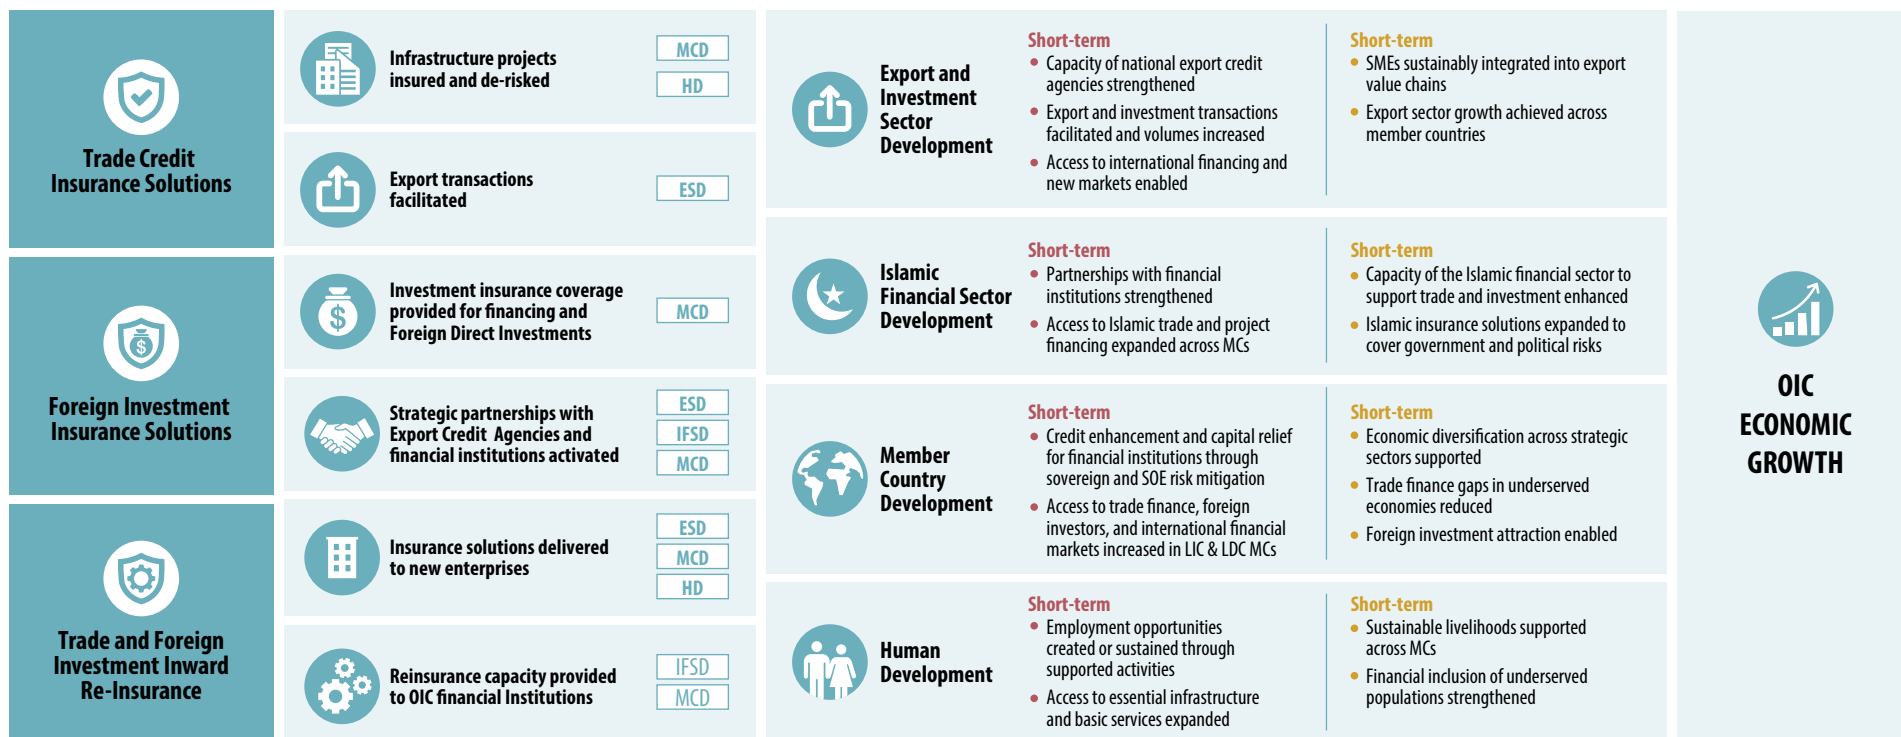 Trade Credit
Insurance Solutions
Foreign Investment
Insurance Solutions
Trade and Foreign
Investment Inward
Re-Insurance
Infrastructure projects
insured and de-risked
MCD
HD
Export transactions
facilitated
ESD
Investment insurance coverage
provided for financing and
Foreign Direct Investments
MCD
Strategic partnerships with
Export Credit Agencies and
financial institutions activated
ESD
IFSD
MCD
Insurance solutions delivered
to new enterprises
ESD
MCD
HD
Reinsurance capacity provided
to OIC financial Institutions
IFSD
MCD
Export and
Investment
Sector
Development
Short-term
• Capacity of national export credit
agencies strengthened
• Export and investment transactions
facilitated and volumes increased
• Access to international financing and
new markets enabled
Short-term
• SMEs sustainably integrated into export
value chains
• Export sector growth achieved across
member countries
Islamic
Financial Sector
Development
Short-term
• Partnerships with financial
institutions strengthened
• Access to Islamic trade and project
financing expanded across MCs
Short-term
• Capacity of the Islamic financial sector to
support trade and investment enhanced
• Islamic insurance solutions expanded to
cover government and political risks
Member
Country
Development
Short-term
• Credit enhancement and capital relief
for financial institutions through
sovereign and SOE risk mitigation
• Access to trade finance, foreign
investors, and international financial
markets increased in LIC & LDC MCs
Short-term
• Economic diversification across strategic
sectors supported
• Trade finance gaps in underserved
economies reduced
• Foreign investment attraction enabled
Human
Development
Short-term
• Employment opportunities
created or sustained through
supported activities
• Access to essential infrastructure
and basic services expanded
Short-term
• Sustainable livelihoods supported
across MCs
• Financial inclusion of underserved
populations strengthened
OIC
ECONOMIC
GROWTH